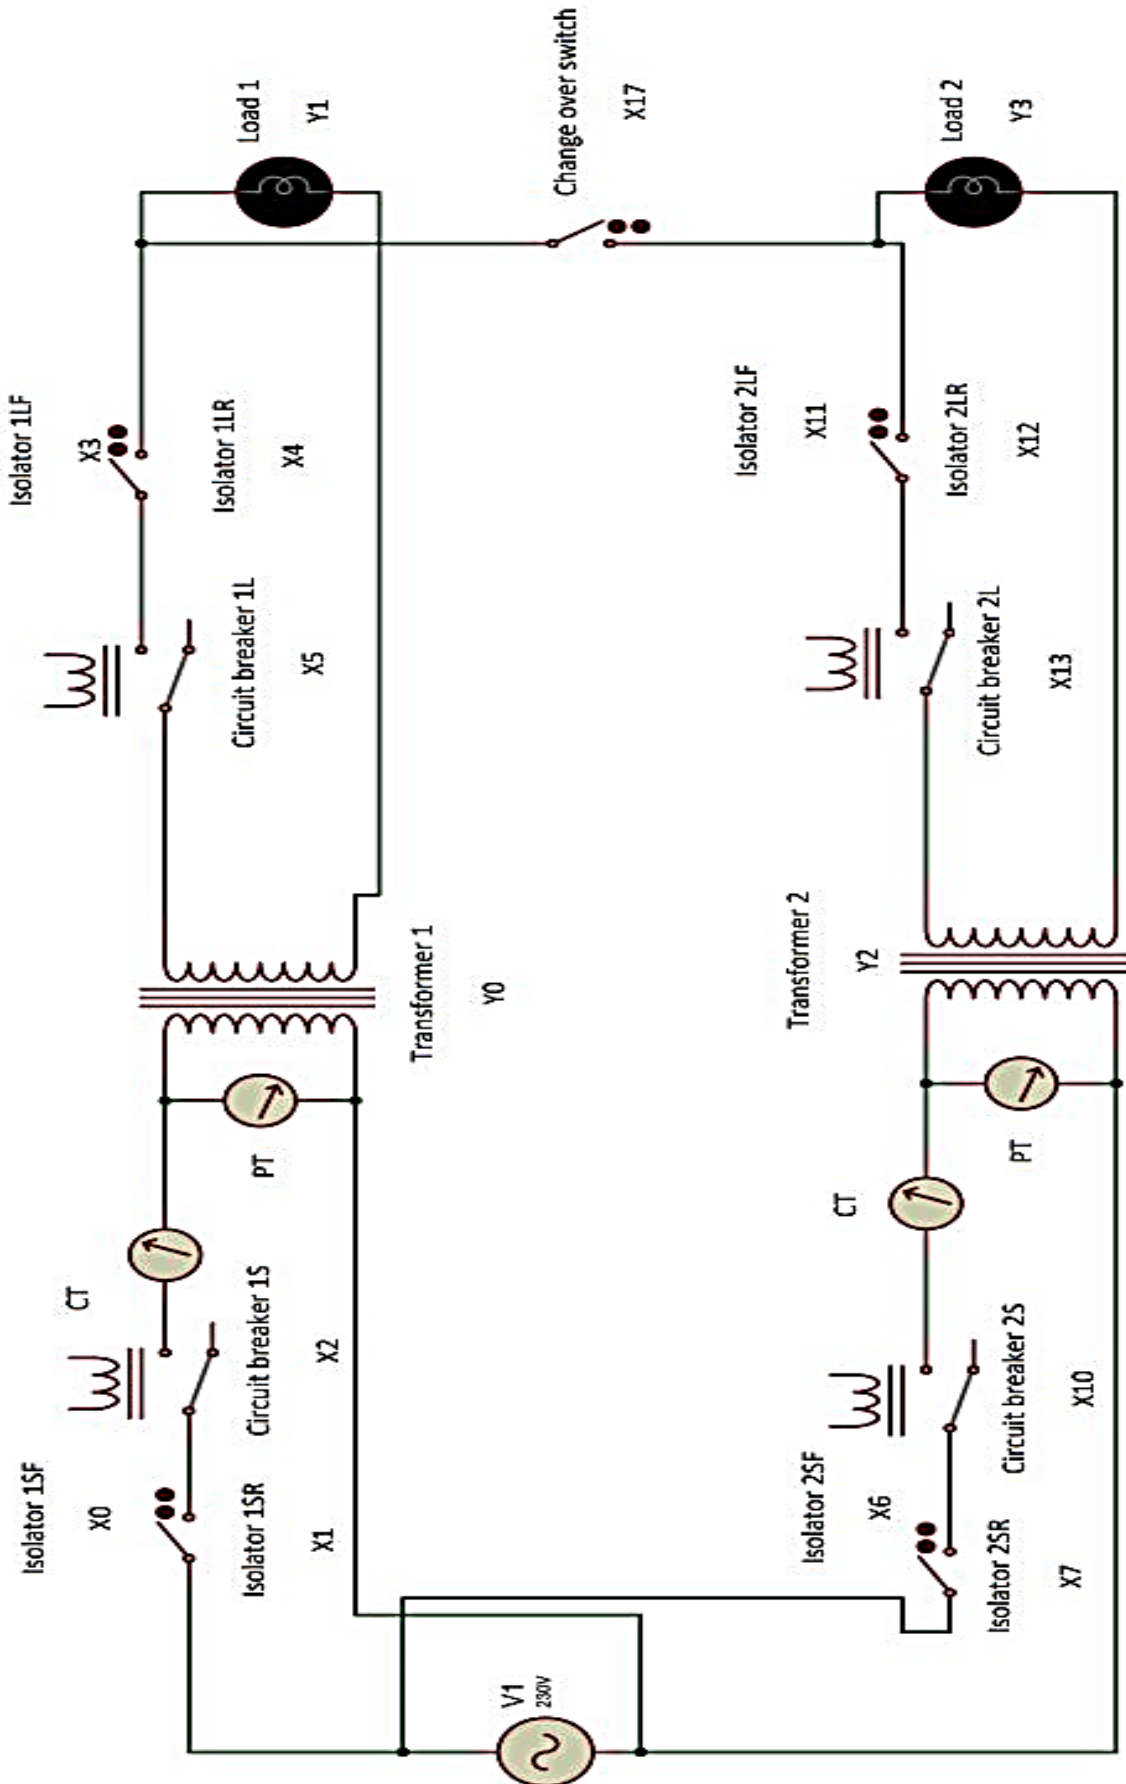 Isolator 1SF
X0
Isolator 1SR
X1
CT
Circuit breaker 1S
X2
PT
Transformer 1
Y0
Circuit breaker 1L
X5
Isolator 1LF
X3
Isolator 1LR
X4
Load 1
Y1
V1
230V
Change over switch
X17
Isolator 2SF
X6
Isolator 2SR
X7
Circuit breaker 2S
X10
CT
PT
Transformer 2
Y2
Circuit breaker 2L
X13
Isolator 2LF
X11
Isolator 2LR
X12
Load 2
Y3